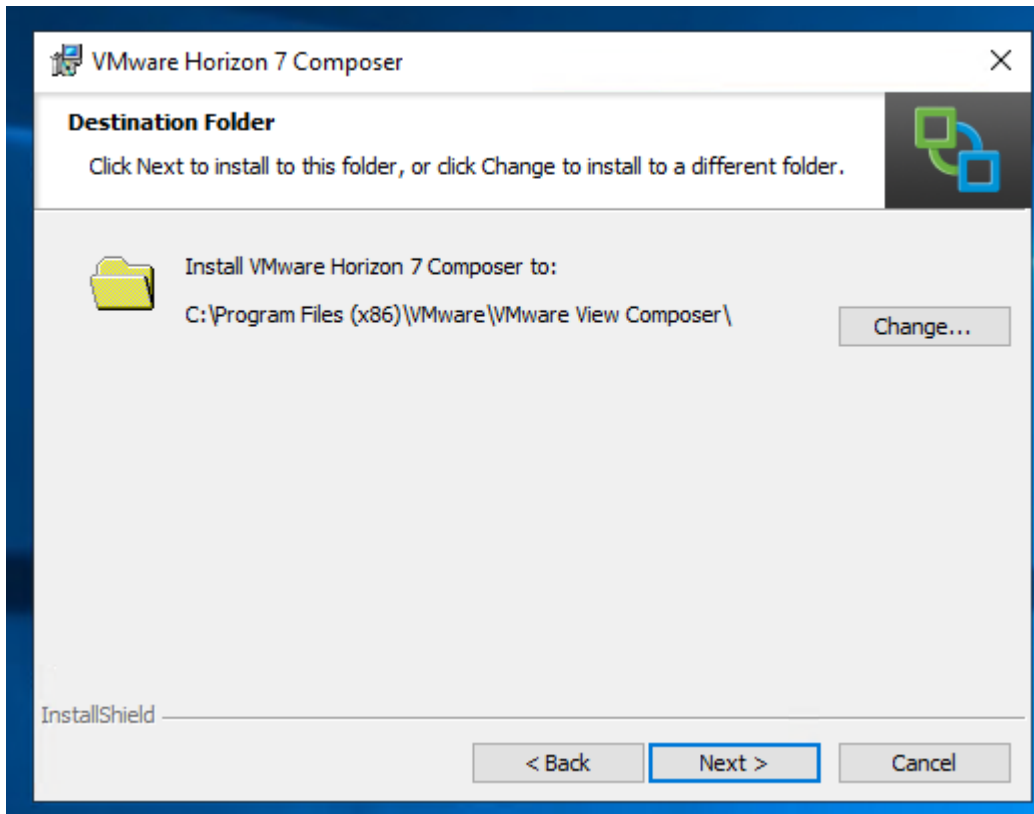 VMware Horizon 7 Composer
Destination Folder
Click Next to install to this folder, or click Change to install to a different folder.
Install VMware Horizon 7 Composer to:
C:\Program Files (x86)\VMware\VMware View Composer\
Change...
InstallShield
< Back
Next >
Cancel